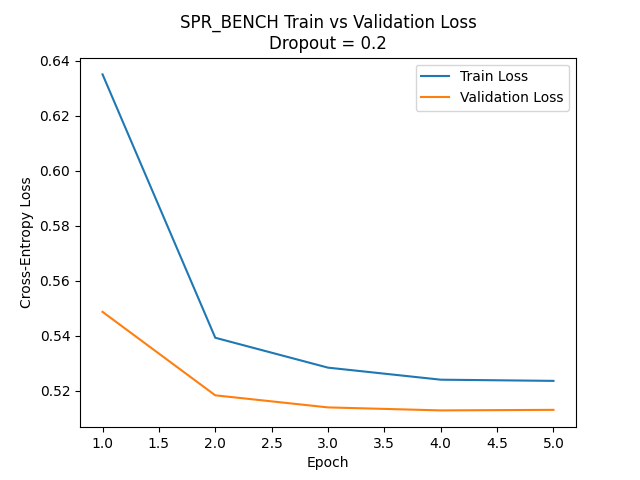 SPR_BENCH Train vs Validation Loss
Dropout = 0.2
Train Loss
Validation Loss
Cross-Entropy Loss
0.64
0.62
0.60
0.58
0.56
0.54
0.52
1.0 1.5 2.0 2.5 3.0 3.5 4.0 4.5 5.0
Epoch